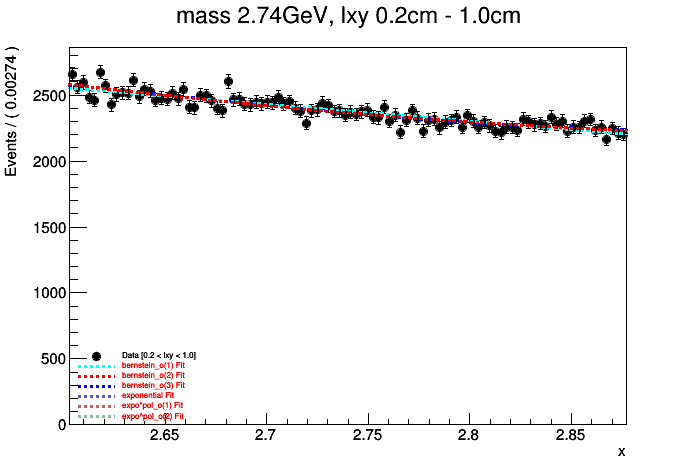 mass 2.74GeV, lxy 0.2cm - 1.0cm
Events / ( 0.00274 )
2500
2000
1500
1000
500
0
Data [0.2 < lxy < 1.0]
bernstein_o(1) Fit
bernstein_o(2) Fit
bernstein_o(3) Fit
exponential Fit
expo*pol_o(1) Fit
expo*pol_o(2) Fit
2.65
2.7
2.75
2.8
2.85
x